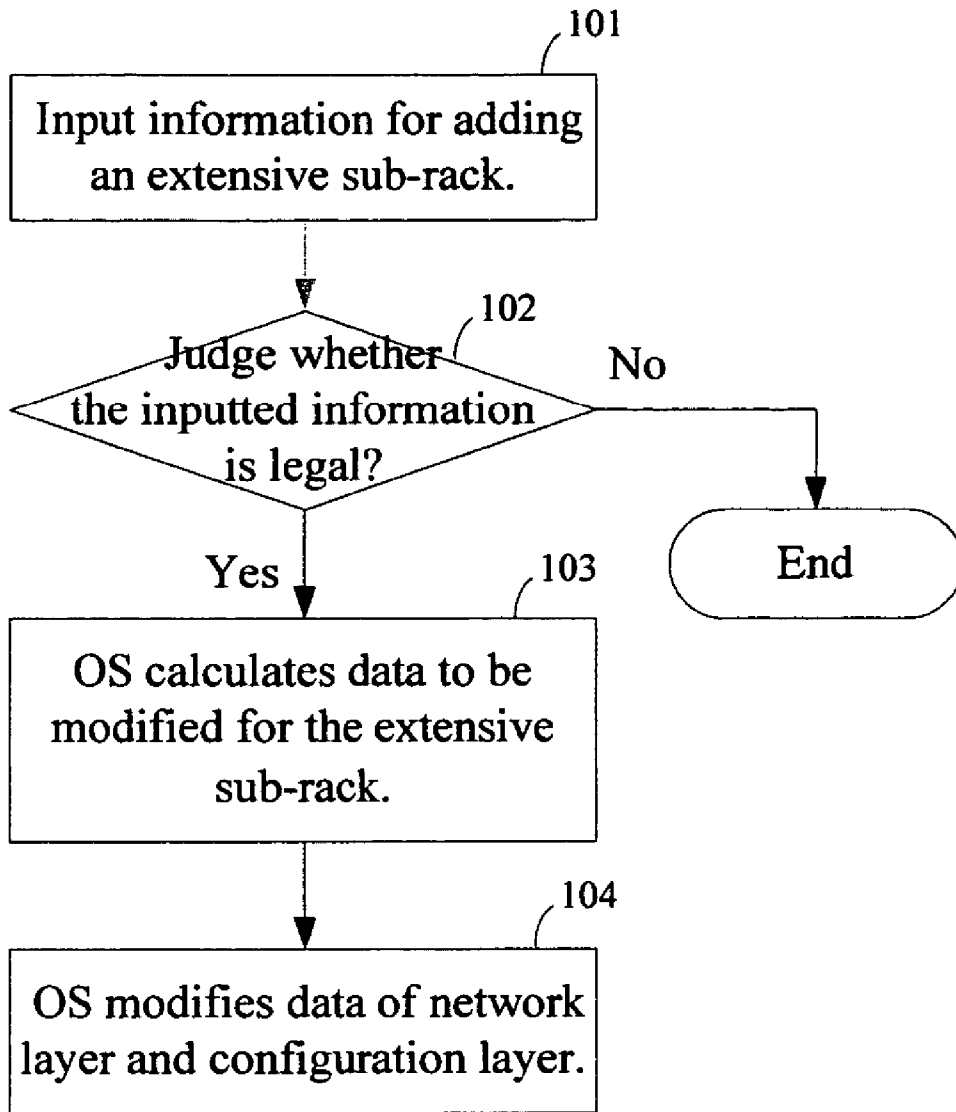 101
Input information for adding
an extensive sub-rack.
102
Judge whether
the inputted information
is legal?
No
End
Yes
103
OS calculates data to be
modified for the extensive
sub-rack.
104
OS modifies data of network
layer and configuration layer.